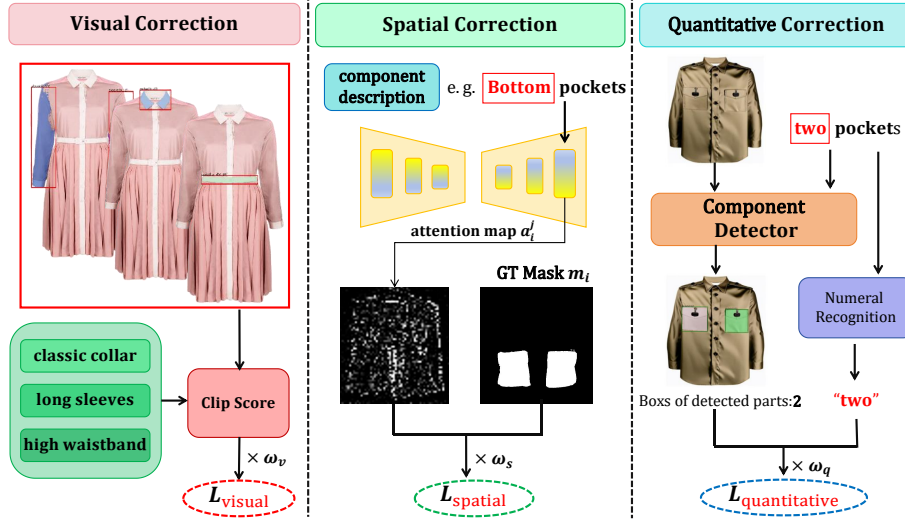 Visual Correction
classic collar
long sleeves
high waistband
Clip Score
× ω_v
L_visual
Spatial Correction
component
description
e. g. Bottom pockets
attention map a_i^j
GT Mask m_i
× ω_s
L_spatial
Quantitative Correction
two pockets
Component
Detector
Numeral
Recognition
Boxs of detected parts:2
“two”
× ω_q
L_quantitative